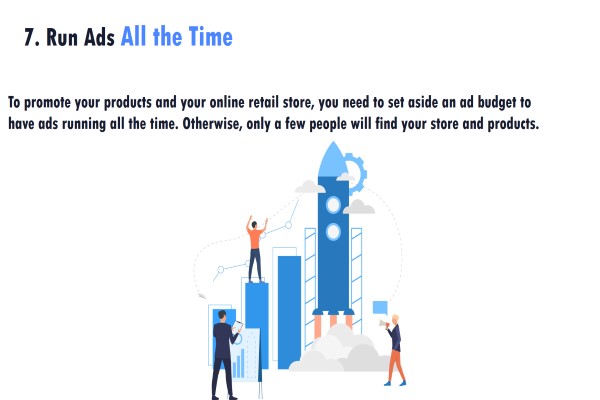 7. Run Ads All the Time
To promote your products and your online retail store, you need to set aside an ad budget to
have ads running all the time. Otherwise, only a few people will find your store and products.